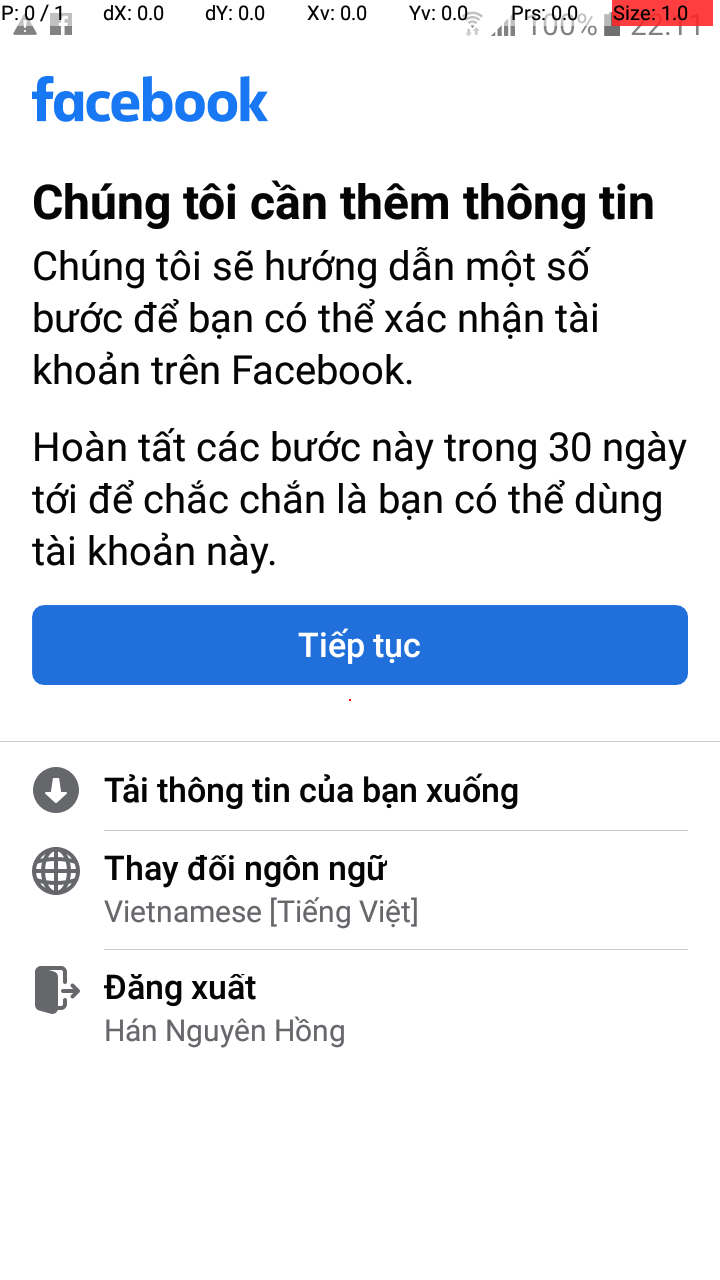 P: 0 / 1 dX: 0.0 dY: 0.0 Xv: 0.0 Yv: 0.0 Prs: 0.0 Size: 1.0
100% 22:11
facebook
Chúng tôi cần thêm thông tin
Chúng tôi sẽ hướng dẫn một số
bước để bạn có thể xác nhận tài
khoản trên Facebook.
Hoàn tất các bước này trong 30 ngày
tới để chắc chắn là bạn có thể dùng
tài khoản này.
Tiếp tục
Tải thông tin của bạn xuống
Thay đổi ngôn ngữ
Vietnamese [Tiếng Việt]
Đăng xuất
Hán Nguyên Hồng